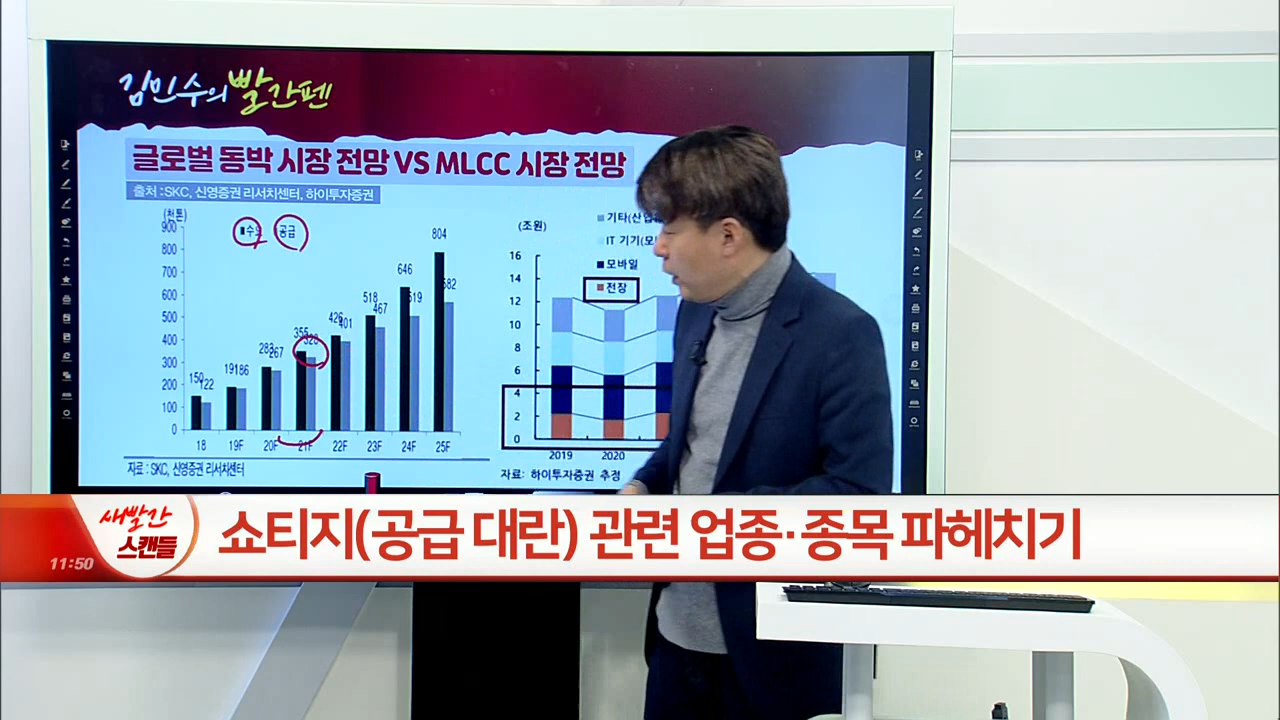 김민수의 빨간펜
글로벌 동박 시장 전망 VS MLCC 시장 전망
출처 : SKC, 신영증권 리서치센터, 하이투자증권
(천톤)
■수요 공급
900
800
700
600
500
400
300
200
100
0
150 122
191 186
283 267
355 320
426 401
518 467
646 619
804 582
18 19F 20F 21F 22F 23F 24F 25F
자료 : SKC, 신영증권 리서치센터
(조원)
기타(산업
IT 기기(모
모바일
전장
16
14
12
10
8
6
4
2
0
2019 2020
자료: 하이투자증권 추정
새빨간 스캔들
11:50
쇼티지(공급 대란) 관련 업종·종목 파헤치기